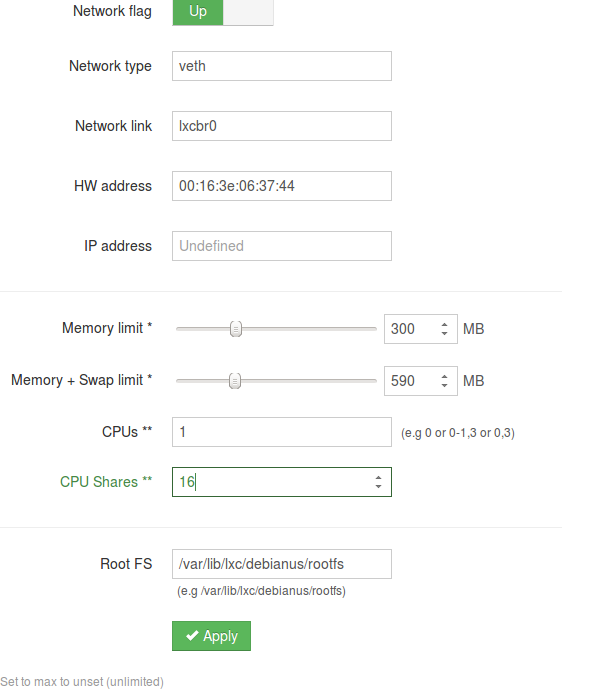 Network flag Up
Network type veth
Network link lxcbr0
HW address 00:16:3e:06:37:44
IP address Undefined
Memory limit * 300 MB
Memory + Swap limit * 590 MB
CPUs ** 1 (e.g 0 or 0-1,3 or 0,3)
CPU Shares ** 16
Root FS /var/lib/lxc/debianus/rootfs
(e.g /var/lib/lxc/debianus/rootfs)
Apply
Set to max to unset (unlimited)